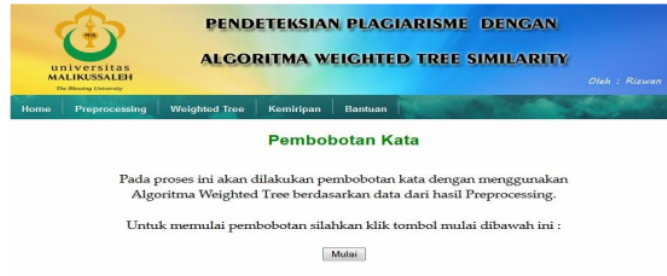 PENDETEKSIAN PLAGIARISME DENGAN
ALGORITMA WEIGHTED TREE SIMILARITY
universitas
MALIKUSSALEH
The Blessing University
Oleh : Rizwan
Home Preprocessing Weighted Tree Kemiripan Bantuan
Pembobotan Kata
Pada proses ini akan dilakukan pembobotan kata dengan menggunakan
Algoritma Weighted Tree berdasarkan data dari hasil Preprocessing.
Untuk memulai pembobotan silahkan klik tombol mulai dibawah ini :
Mulai